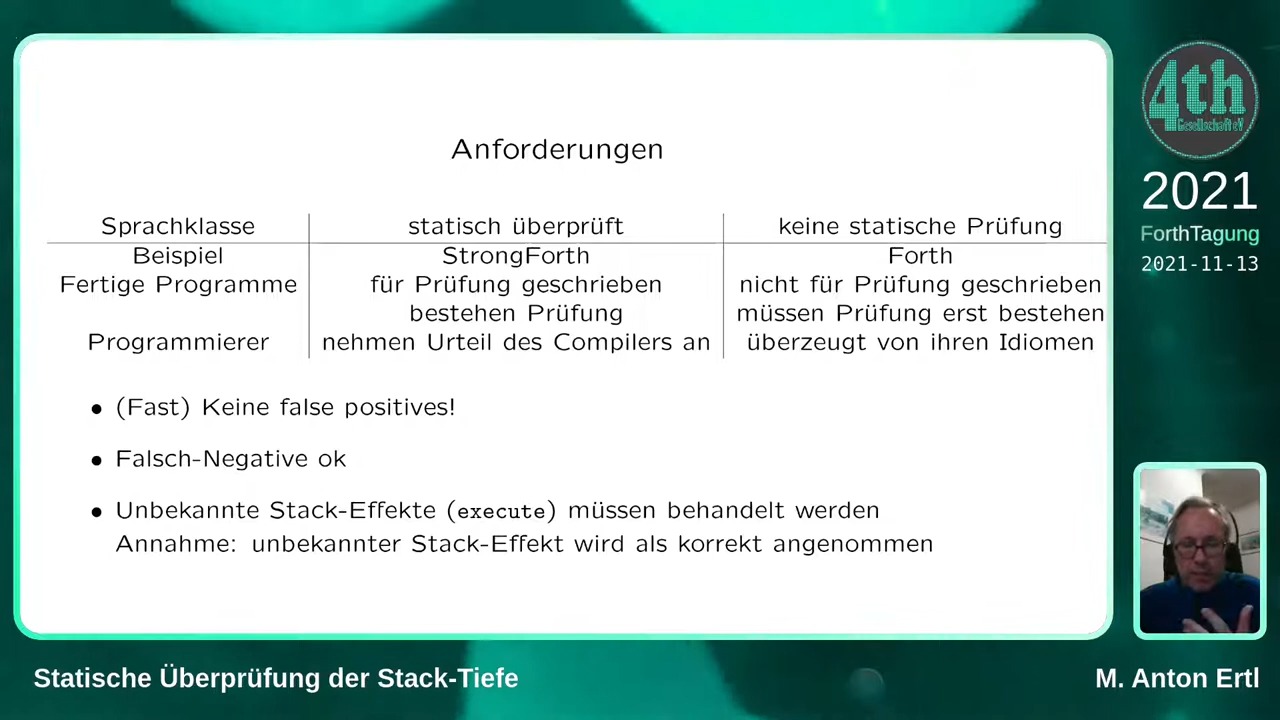 Anforderungen
Sprachklasse statisch überprüft keine statische Prüfung
Beispiel StrongForth Forth
Fertige Programme für Prüfung geschrieben nicht für Prüfung geschrieben
bestehen Prüfung müssen Prüfung erst bestehen
Programmierer nehmen Urteil des Compilers an überzeugt von ihren Idiomen
• (Fast) Keine false positives!
• Falsch-Negative ok
• Unbekannte Stack-Effekte (execute) müssen behandelt werden
Annahme: unbekannter Stack-Effekt wird als korrekt angenommen
4th
Gesellschaft eV
2021
ForthTagung
2021-11-13
Statische Überprüfung der Stack-Tiefe
M. Anton Ertl